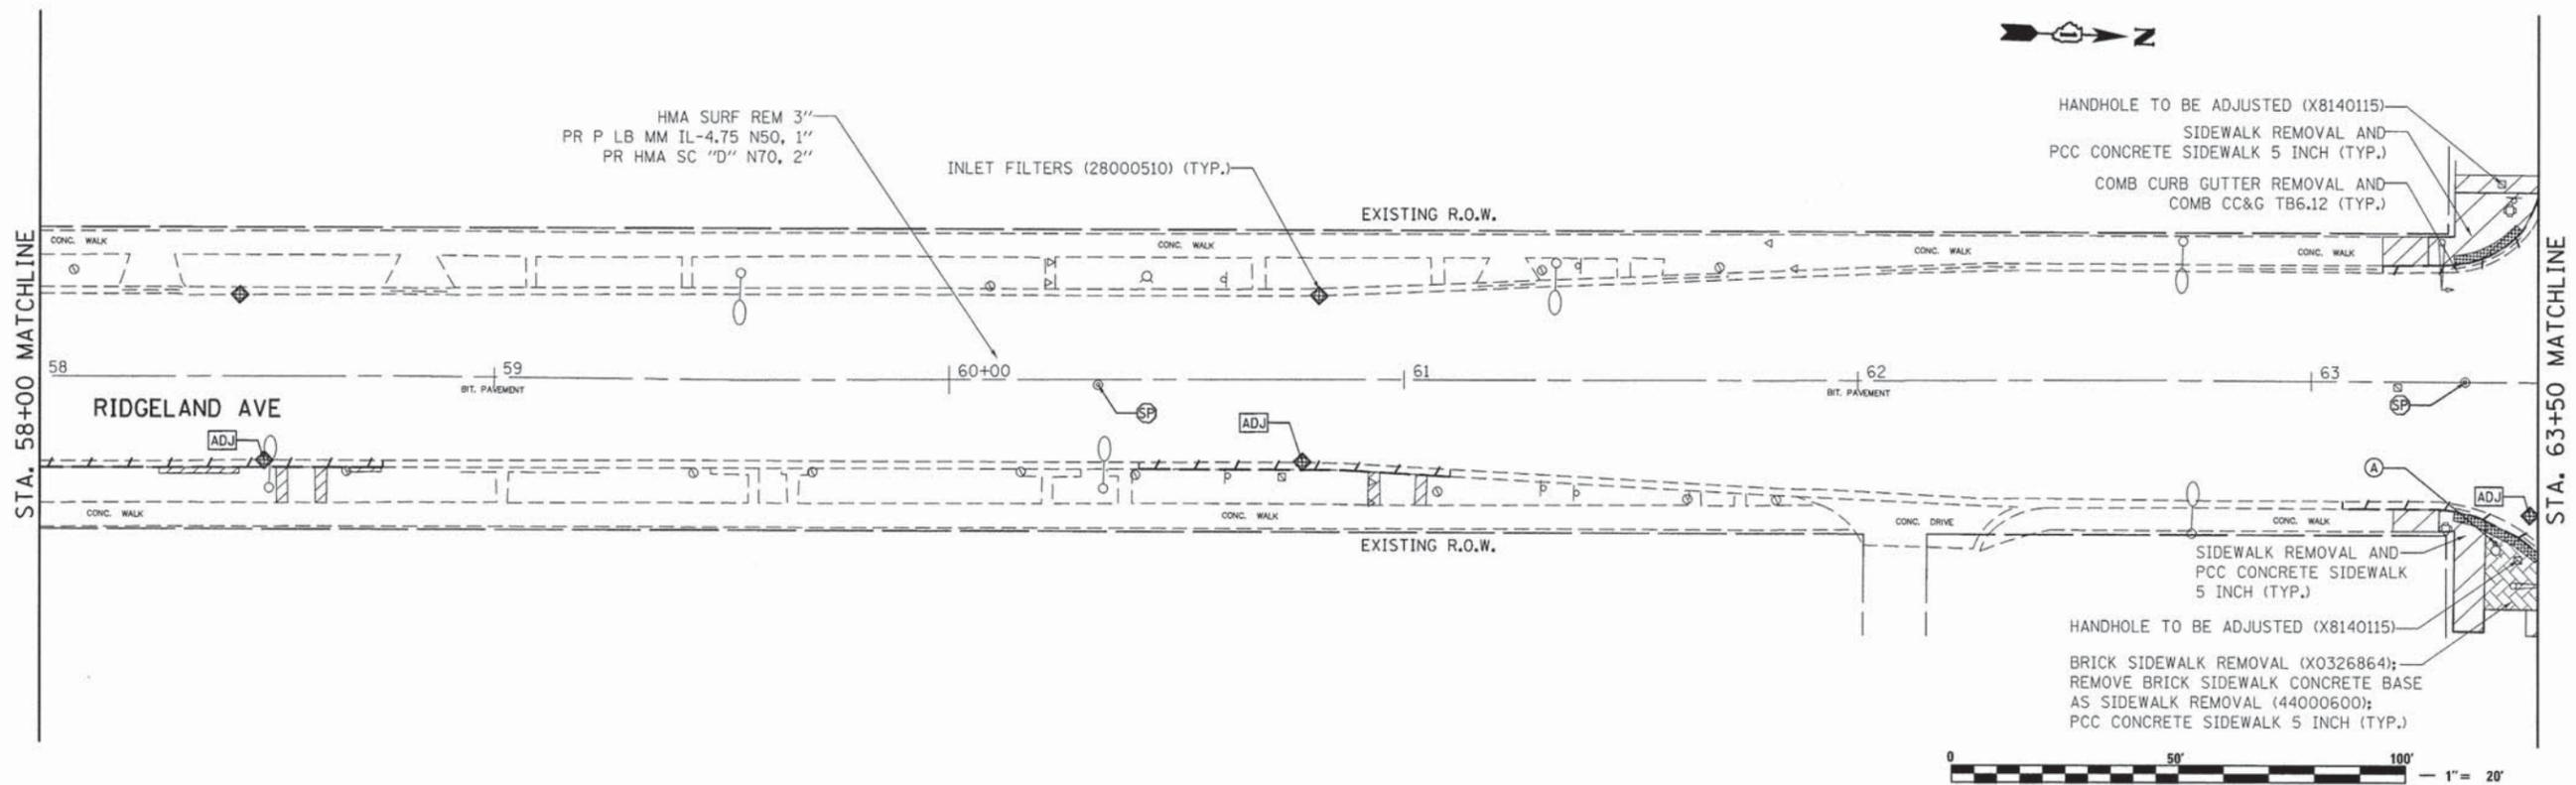 N
HMA SURF REM 3"
PR P LB MM IL-4.75 N50, 1"
PR HMA SC "D" N70, 2"
INLET FILTERS (28000510) (TYP.)
HANDHOLE TO BE ADJUSTED (X8140115)
SIDEWALK REMOVAL AND
PCC CONCRETE SIDEWALK 5 INCH (TYP.)
COMB CURB GUTTER REMOVAL AND
COMB CC&G TB6.12 (TYP.)
EXISTING R.O.W.
CONC. WALK
CONC. WALK
CONC. WALK
CONC. WALK
STA. 58+00 MATCHLINE
STA. 63+50 MATCHLINE
58
59
60+00
61
62
63
BIT. PAVEMENT
BIT. PAVEMENT
RIDGELAND AVE
SP
SP
ADJ
ADJ
A
ADJ
CONC. WALK
CONC. WALK
CONC. DRIVE
CONC. WALK
EXISTING R.O.W.
SIDEWALK REMOVAL AND
PCC CONCRETE SIDEWALK
5 INCH (TYP.)
HANDHOLE TO BE ADJUSTED (X8140115)
BRICK SIDEWALK REMOVAL (X0326864);
REMOVE BRICK SIDEWALK CONCRETE BASE
AS SIDEWALK REMOVAL (44000600);
PCC CONCRETE SIDEWALK 5 INCH (TYP.)
0 50' 100'
1"= 20'